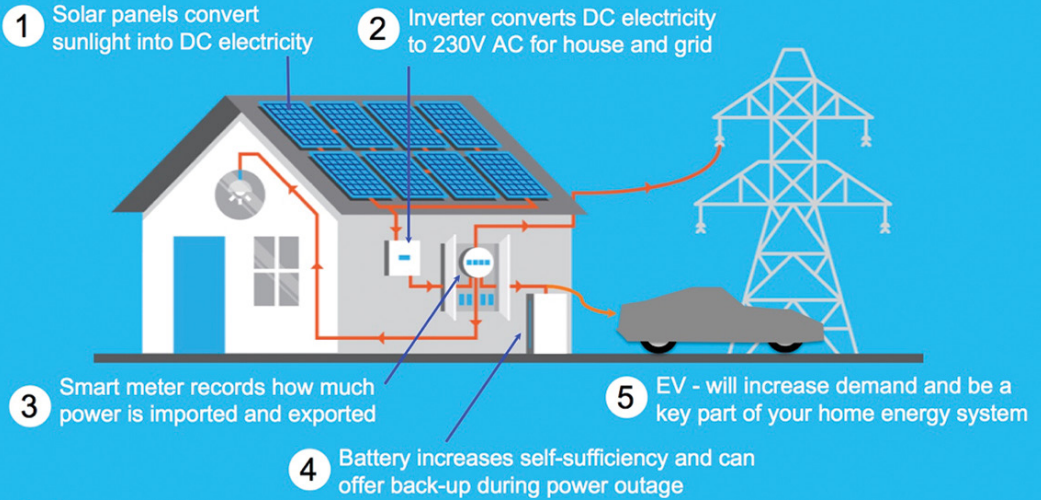 1
Solar panels convert
sunlight into DC electricity
2
Inverter converts DC electricity
to 230V AC for house and grid
3
Smart meter records how much
power is imported and exported
4
Battery increases self-sufficiency and can
offer back-up during power outage
5
EV - will increase demand and be a
key part of your home energy system